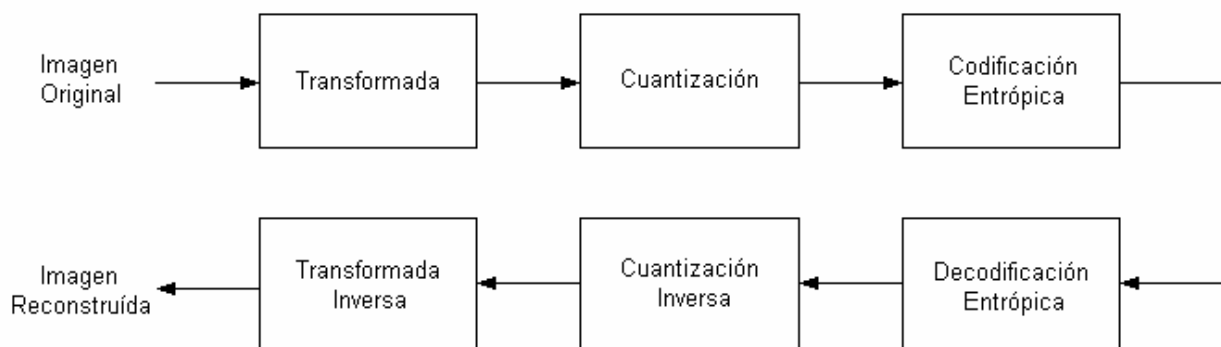 Imagen
Original
Transformada
Cuantización
Codificación
Entrópica
Imagen
Reconstruída
Transformada
Inversa
Cuantización
Inversa
Decodificación
Entrópica